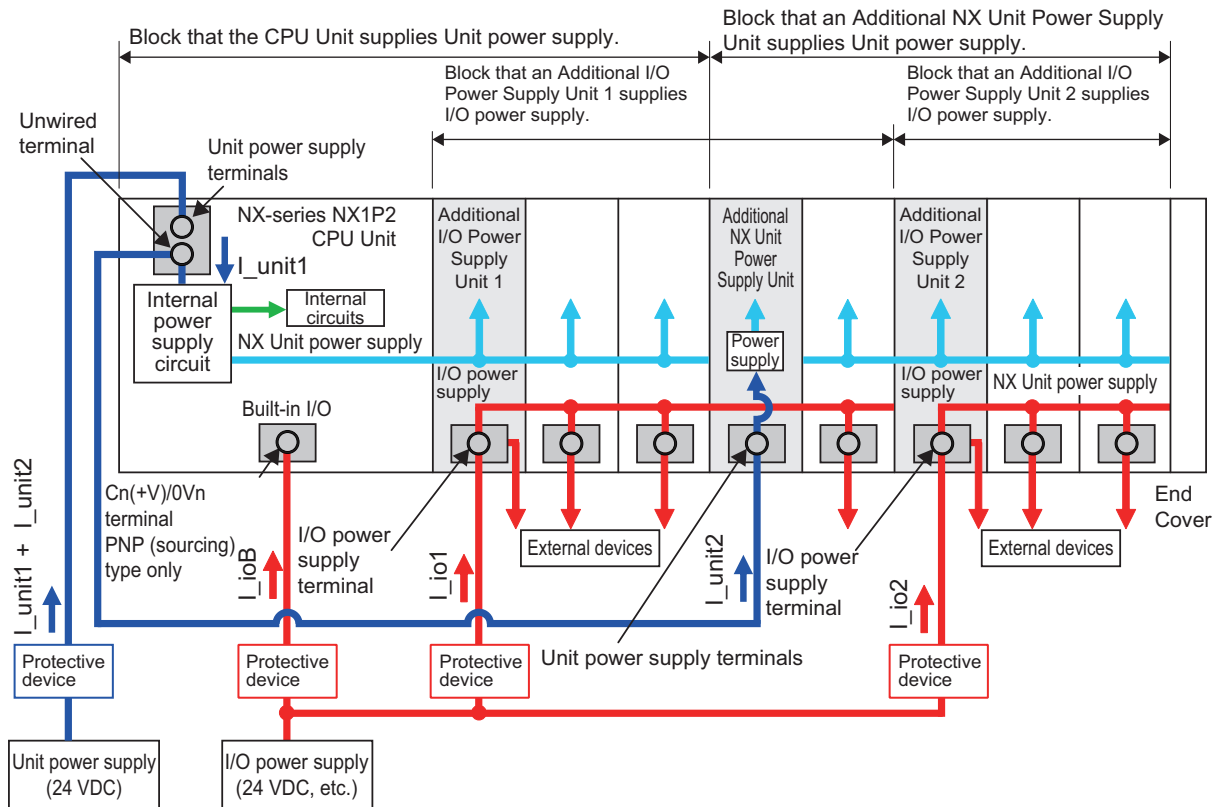 Block that the CPU Unit supplies Unit power supply.
Block that an Additional NX Unit Power Supply
Unit supplies Unit power supply.
Block that an Additional I/O
Power Supply Unit 1 supplies
I/O power supply.
Block that an Additional I/O
Power Supply Unit 2 supplies
I/O power supply.
Unwired
terminal
Unit power supply
terminals
NX-series NX1P2
CPU Unit
Additional
I/O Power
Supply
Unit 1
Additional
NX Unit
Power
Supply Unit
Additional
I/O Power
Supply
Unit 2
I_unit1
Internal
power
supply
circuit
Internal
circuits
NX Unit power supply
Power
supply
I/O power
supply
I/O power
supply
NX Unit power supply
Built-in I/O
Cn(+V)/0Vn
terminal
PNP (sourcing)
type only
I/O power
supply
terminal
External devices
I/O power
supply
terminal
External devices
End
Cover
I_unit1 + I_unit2
I_ioB
I_io1
I_unit2
I_io2
Unit power supply terminals
Protective
device
Protective
device
Protective
device
Protective
device
Unit power supply
(24 VDC)
I/O power supply
(24 VDC, etc.)